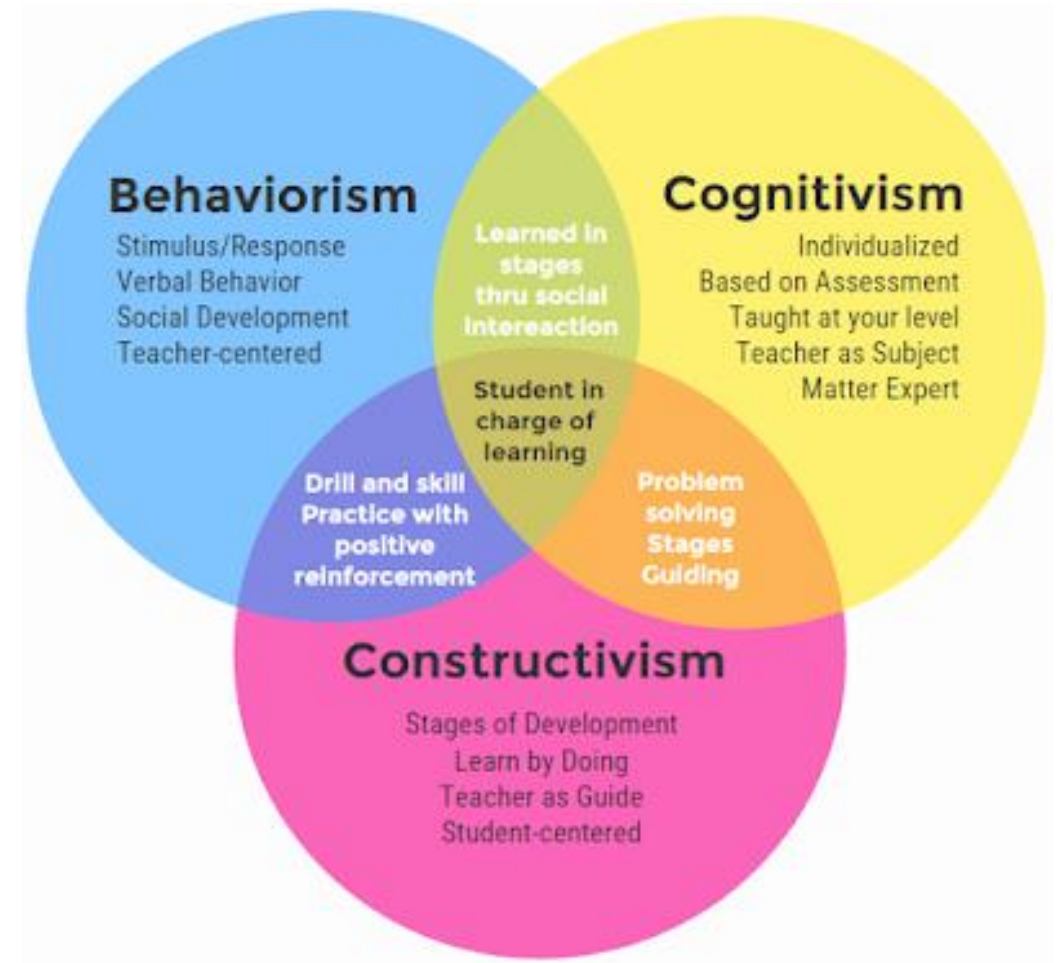 Behaviorism
Stimulus/Response
Verbal Behavior
Social Development
Teacher-centered
Cognitivism
Individualized
Based on Assessment
Taught at your level
Teacher as Subject
Matter Expert
Learned in
stages
thru social
Intereaction
Student in
charge of
learning
Drill and skill
Practice with
positive
reinforcement
Problem
solving
Stages
Guiding
Constructivism
Stages of Development
Learn by Doing
Teacher as Guide
Student-centered